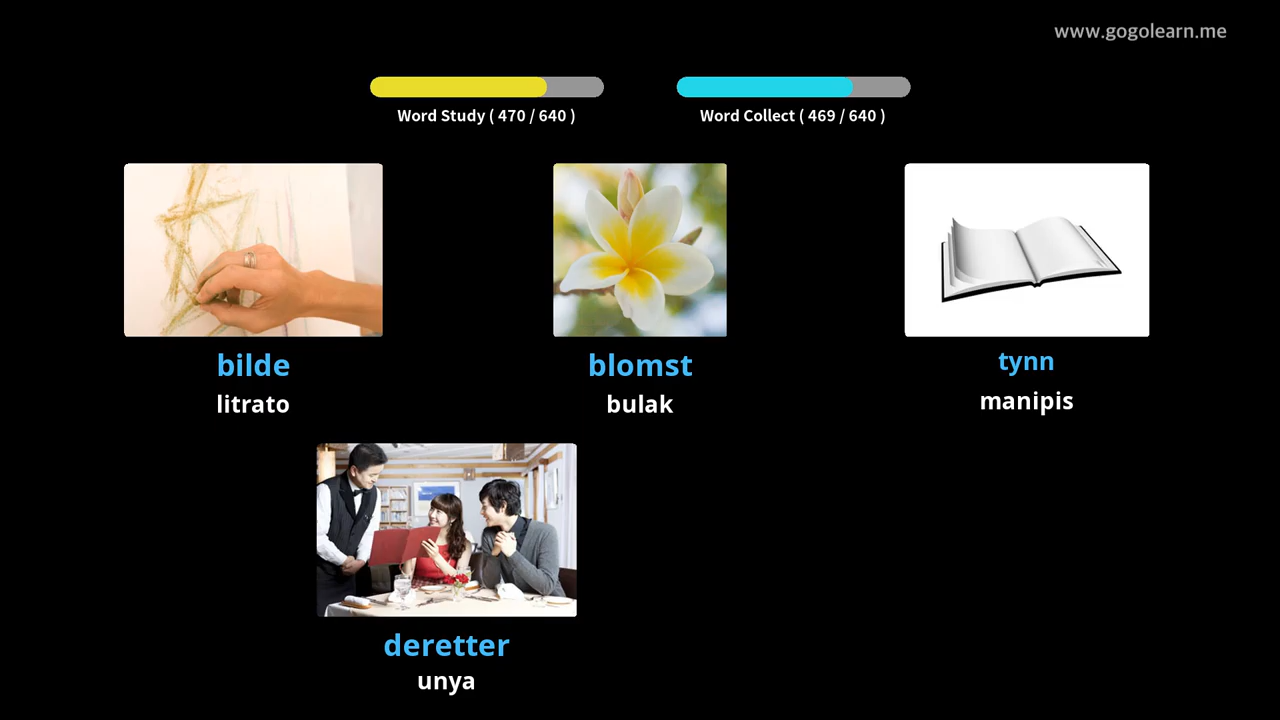 www.gogolearn.me
Word Study ( 470 / 640 )
Word Collect ( 469 / 640 )
bilde
litrato
blomst
bulak
tynn
manipis
deretter
unya